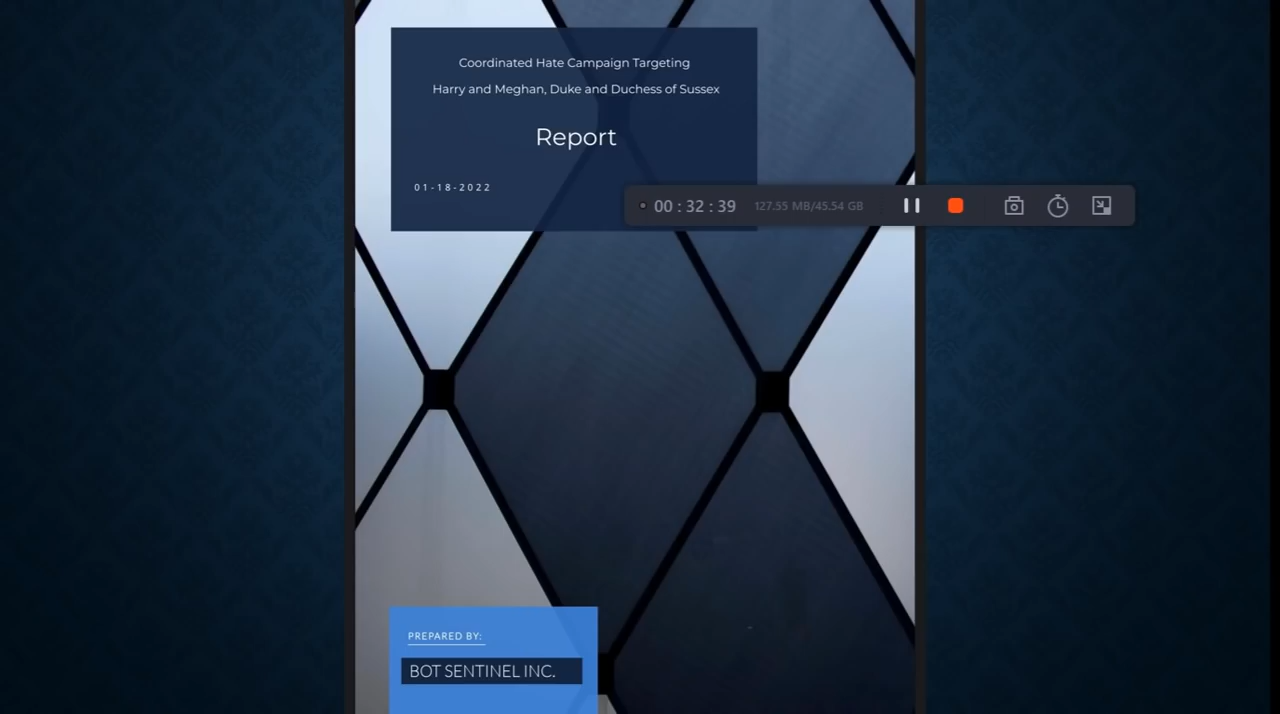 Coordinated Hate Campaign Targeting
Harry and Meghan, Duke and Duchess of Sussex
Report
01-18-2022
00 : 32 : 39
127.55 MB/45.54 GB
PREPARED BY:
BOT SENTINEL INC.